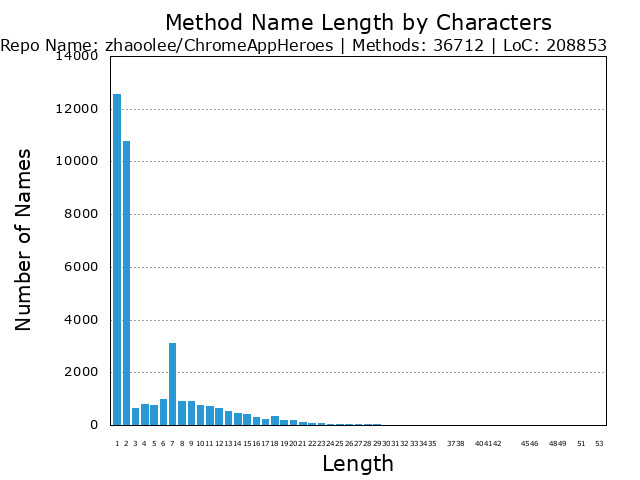 Method Name Length by Characters
Repo Name: zhaoolee/ChromeAppHeroes | Methods: 36712 | LoC: 208853
14000
12000
10000
8000
6000
4000
2000
0
Number of Names
1 2 3 4 5 6 7 8 9 10 11 12 13 14 15 16 17 18 19 20 21 22 23 24 25 26 27 28 29 30 31 32 33 34 35 37 38 40 41 42 45 46 48 49 51 53
Length